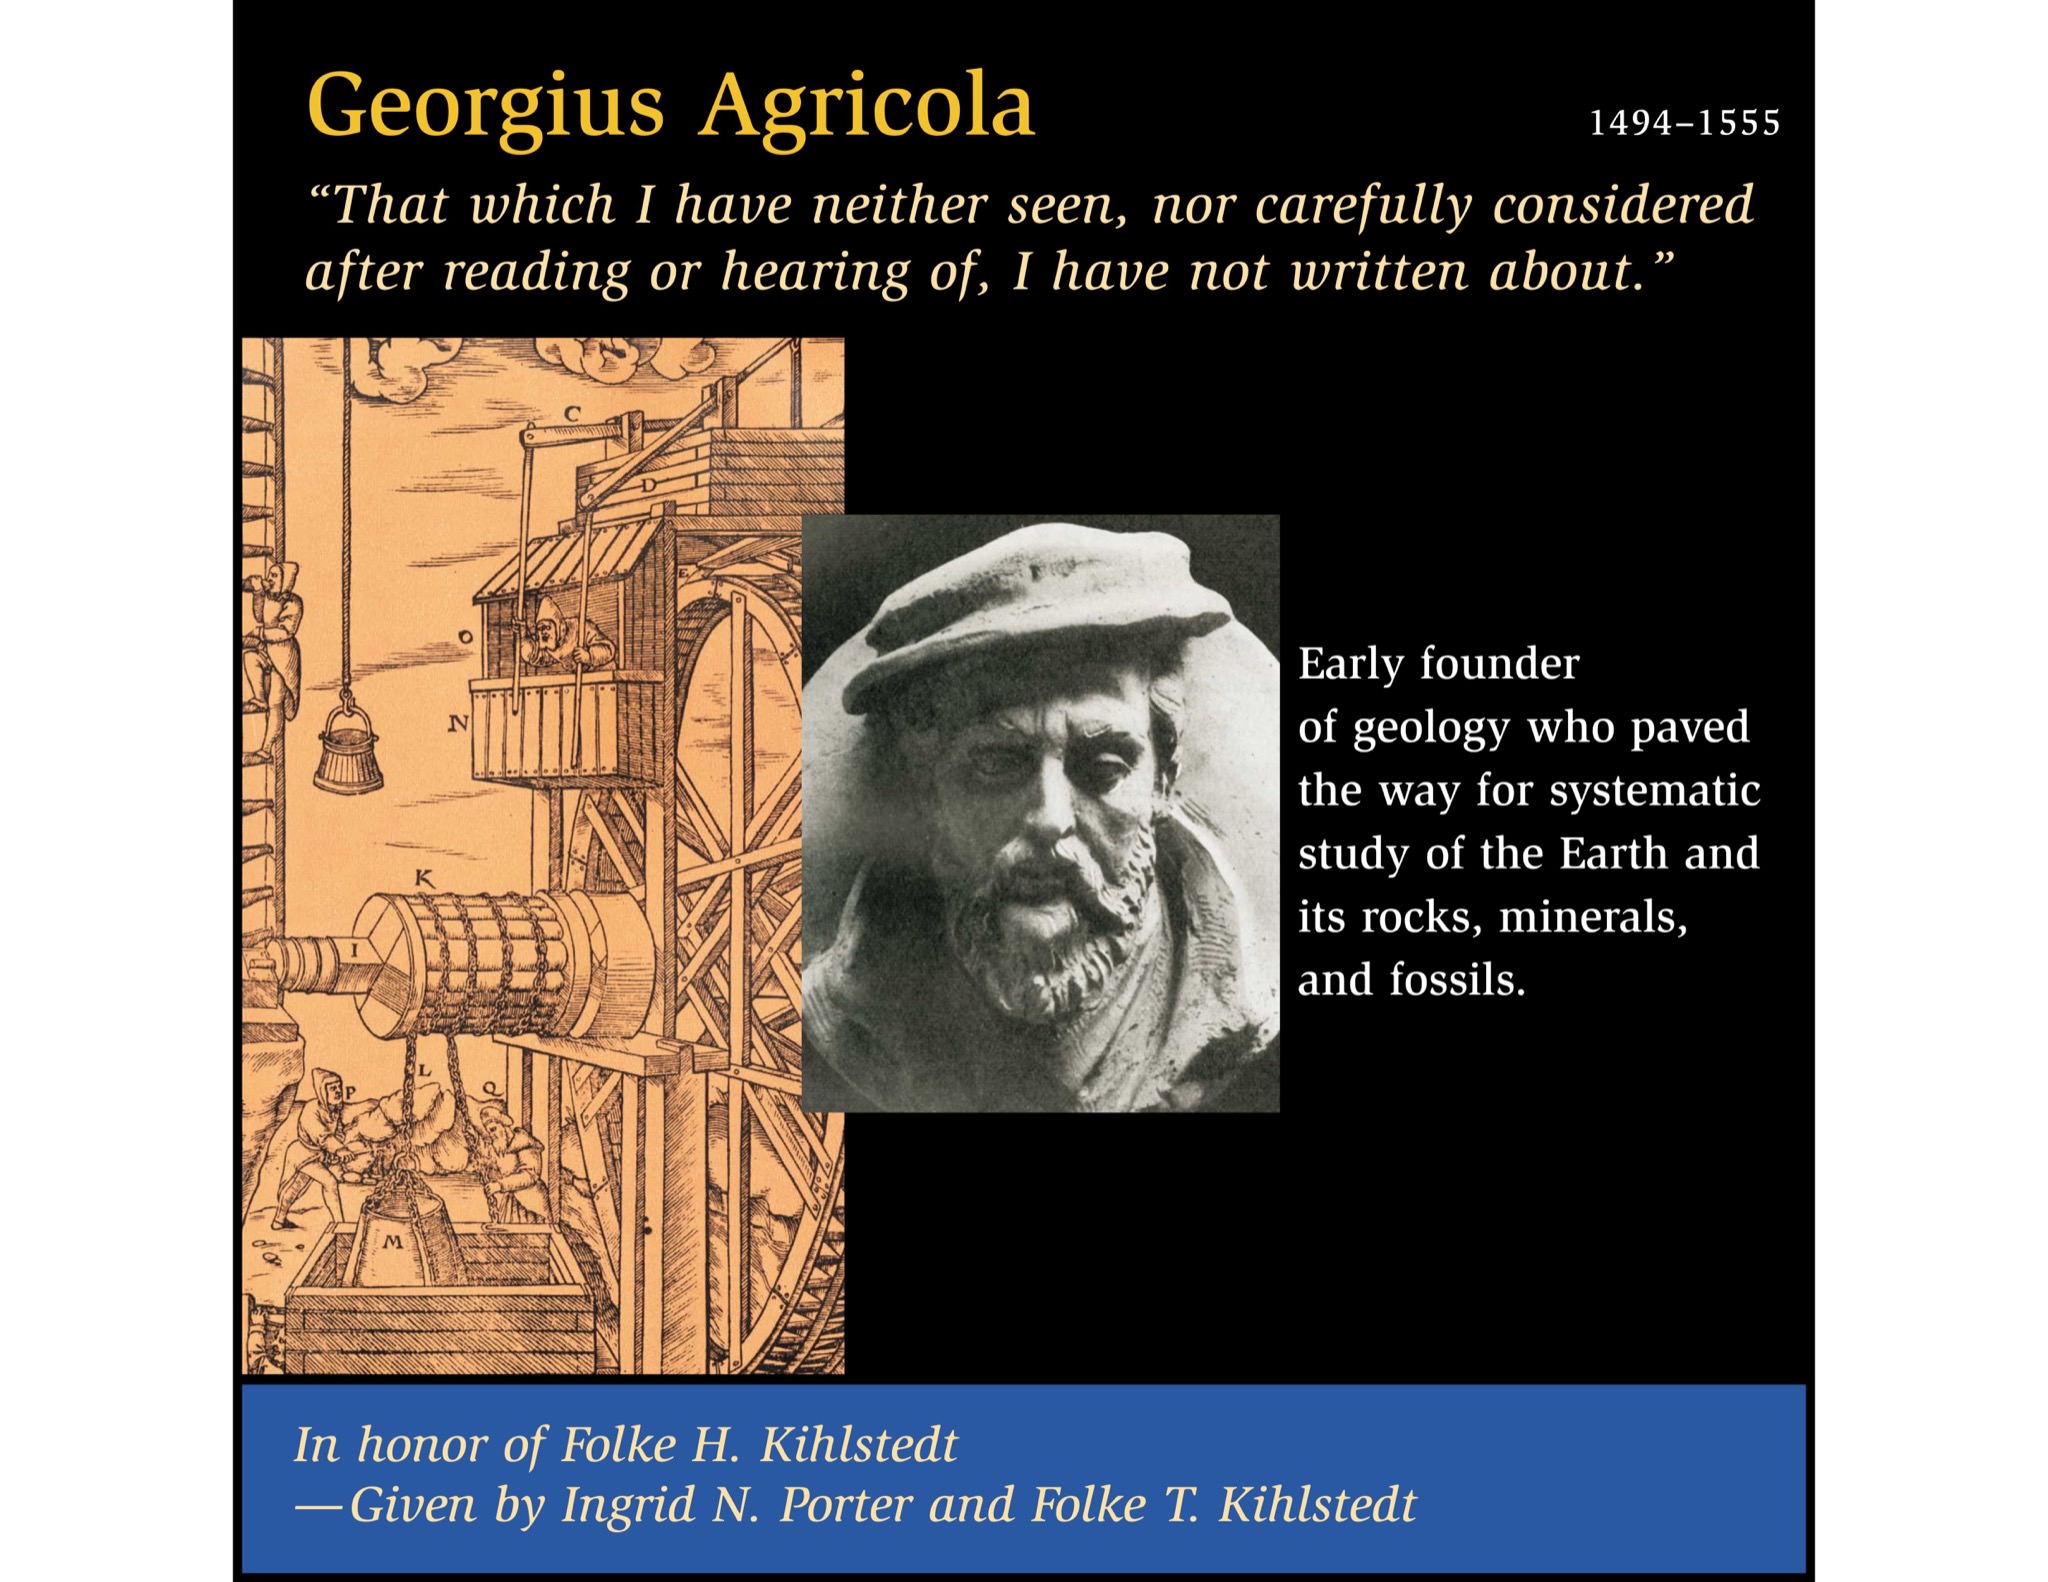 Georgius Agricola
1494–1555
“That which I have neither seen, nor carefully considered
after reading or hearing of, I have not written about.”
C
D
E
O
N
K
I
L
P
Q
M
Early founder
of geology who paved
the way for systematic
study of the Earth and
its rocks, minerals,
and fossils.
In honor of Folke H. Kihlstedt
—Given by Ingrid N. Porter and Folke T. Kihlstedt